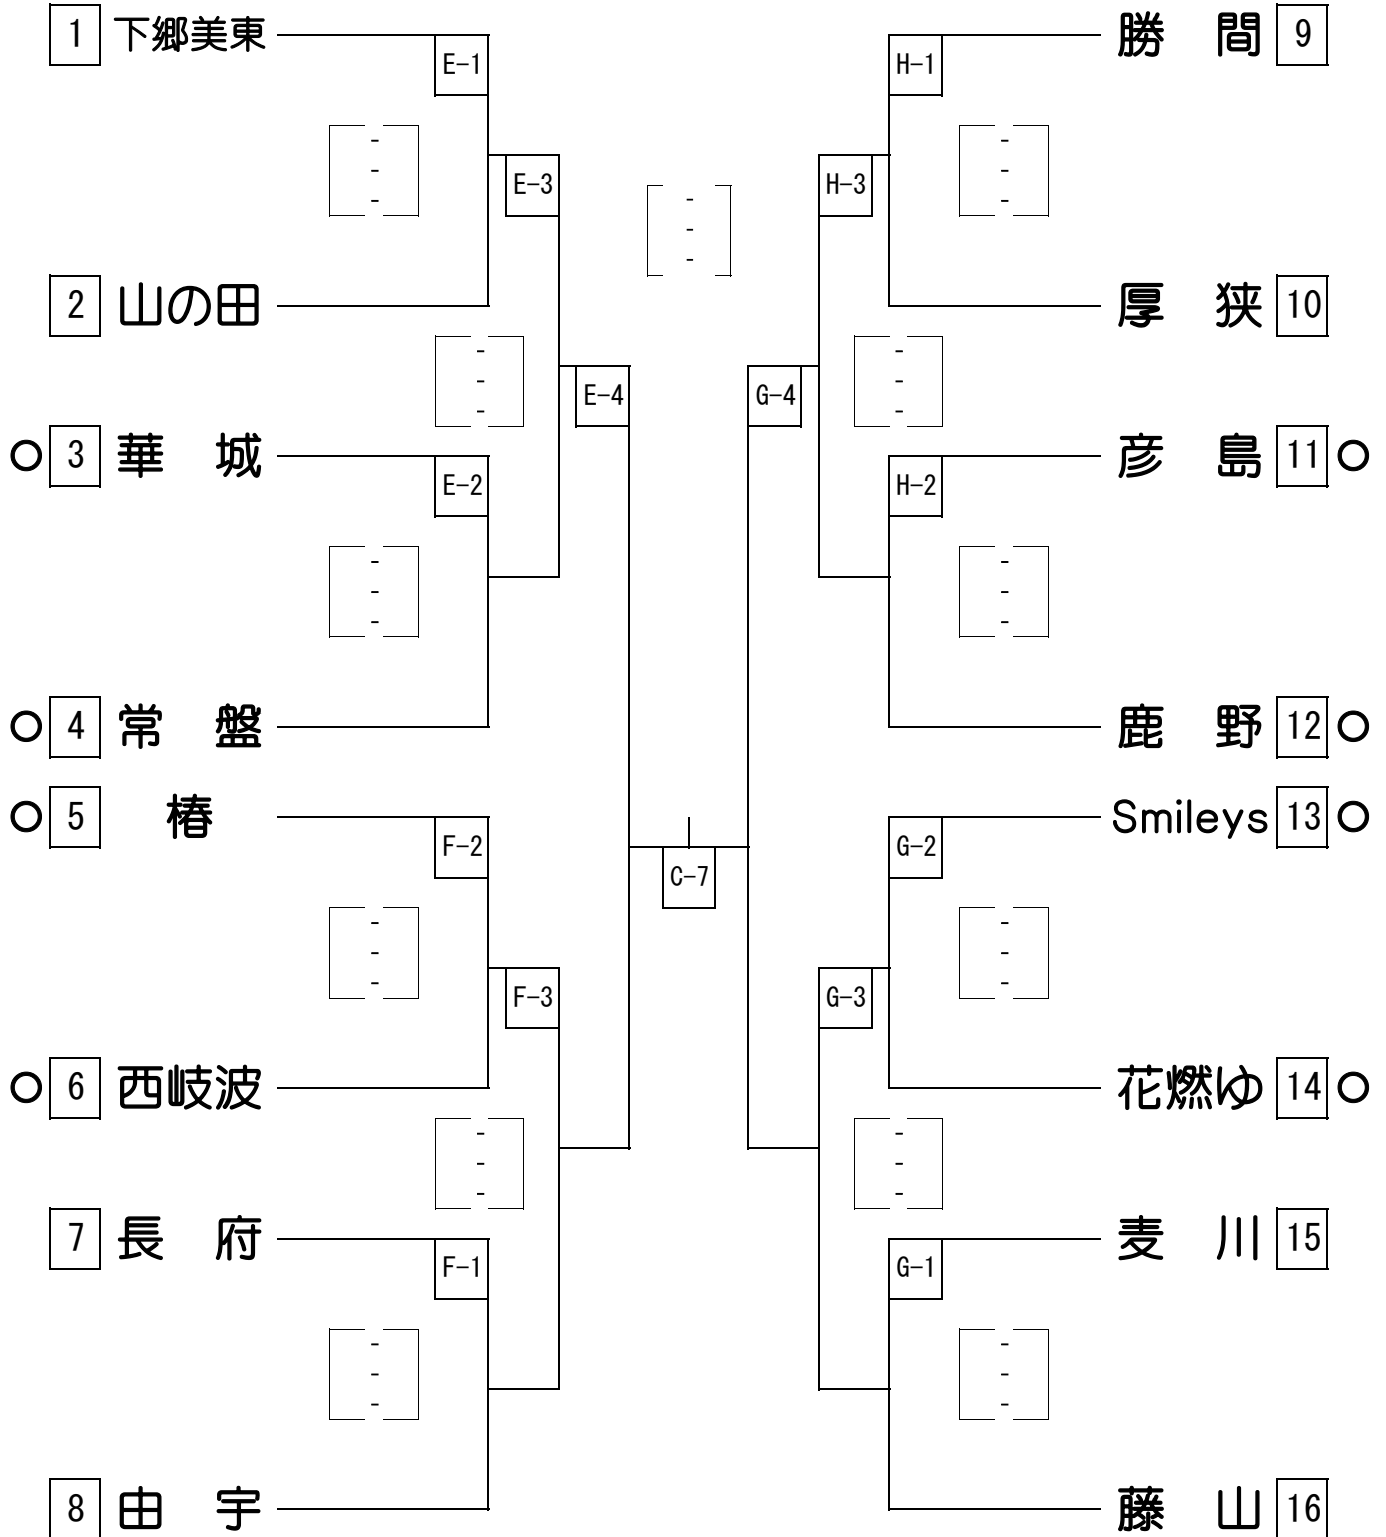 1 下郷美東 勝　間 9
E-1 H-1
- -
- E-3 - H-3 -
- - -
-
2 山の田 厚　狭 10
- -
- E-4 G-4 -
- -
○ 3 華　城 彦　島 11 ○
E-2 H-2
- -
- -
- -
○ 4 常　盤 鹿　野 12 ○
○ 5 椿 Smileys 13 ○
F-2 G-2
C-7
- -
- -
- -
F-3 G-3
○ 6 西岐波 花燃ゆ 14 ○
- -
- -
- -
7 長　府 麦　川 15
F-1 G-1
- -
- -
- -
8 由　宇 藤　山 16